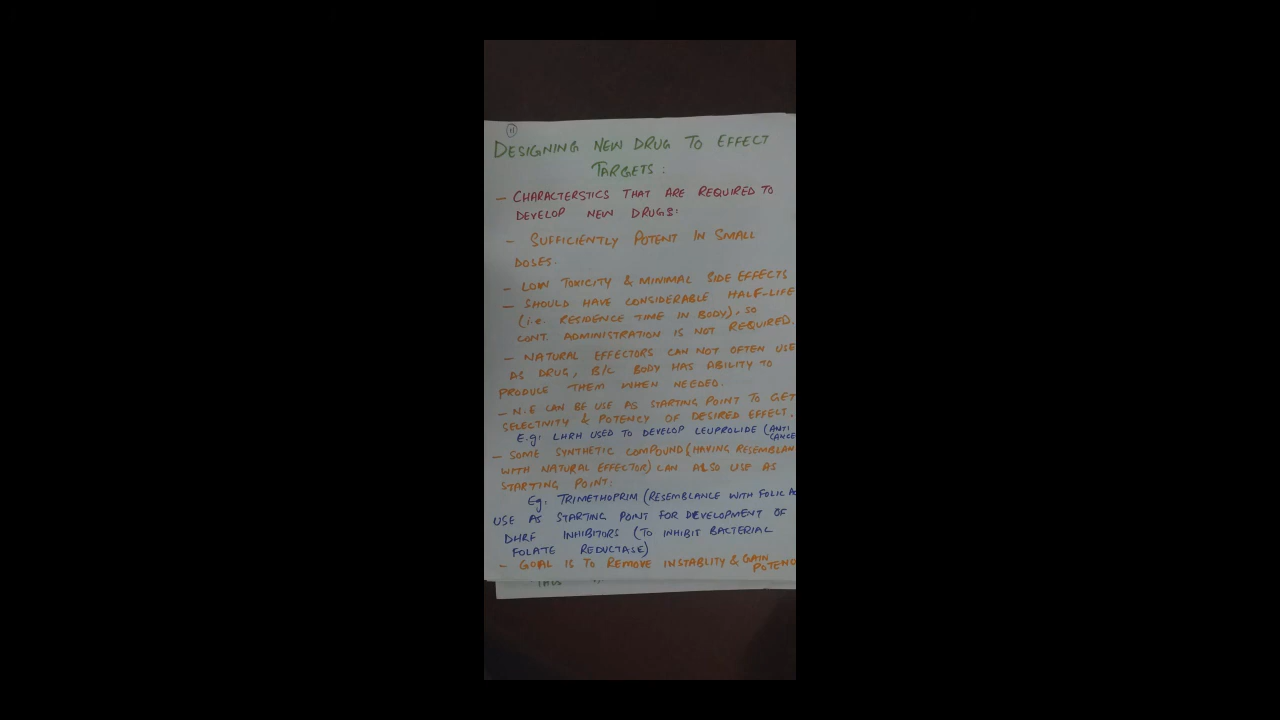 11
DESIGNING NEW DRUG TO EFFECT
TARGETS:
- CHARACTERSTICS THAT ARE REQUIRED TO
DEVELOP NEW DRUGS:
- SUFFICIENTLY POTENT IN SMALL
DOSES.
- LOW TOXICITY & MINIMAL SIDE EFFECTS
- SHOULD HAVE CONSIDERABLE HALF-LIFE
(i.e. RESIDENCE TIME IN BODY), SO
CONT. ADMINISTRATION IS NOT REQUIRED.
- NATURAL EFFECTORS CAN NOT OFTEN USE
AS DRUG, B/C BODY HAS ABILITY TO
PRODUCE THEM WHEN NEEDED.
- N.E CAN BE USE AS STARTING POINT TO GET
SELECTIVITY & POTENCY OF DESIRED EFFECT.
E.g: LHRH USED TO DEVELOP LEUPROLIDE (ANTI
CANCE
- SOME SYNTHETIC COMPOUND (HAVING RESEMBLAN
WITH NATURAL EFFECTOR) CAN ALSO USE AS
STARTING POINT:
Eg: TRIMETHOPRIM (RESEMBLANCE WITH FOLIC A
USE AS STARTING POINT FOR DEVELOPMENT OF
DHRF INHIBITORS (TO INHIBIT BACTERIAL
FOLATE REDUCTASE)
- GOAL IS TO REMOVE INSTABLITY & GAIN
POTENC